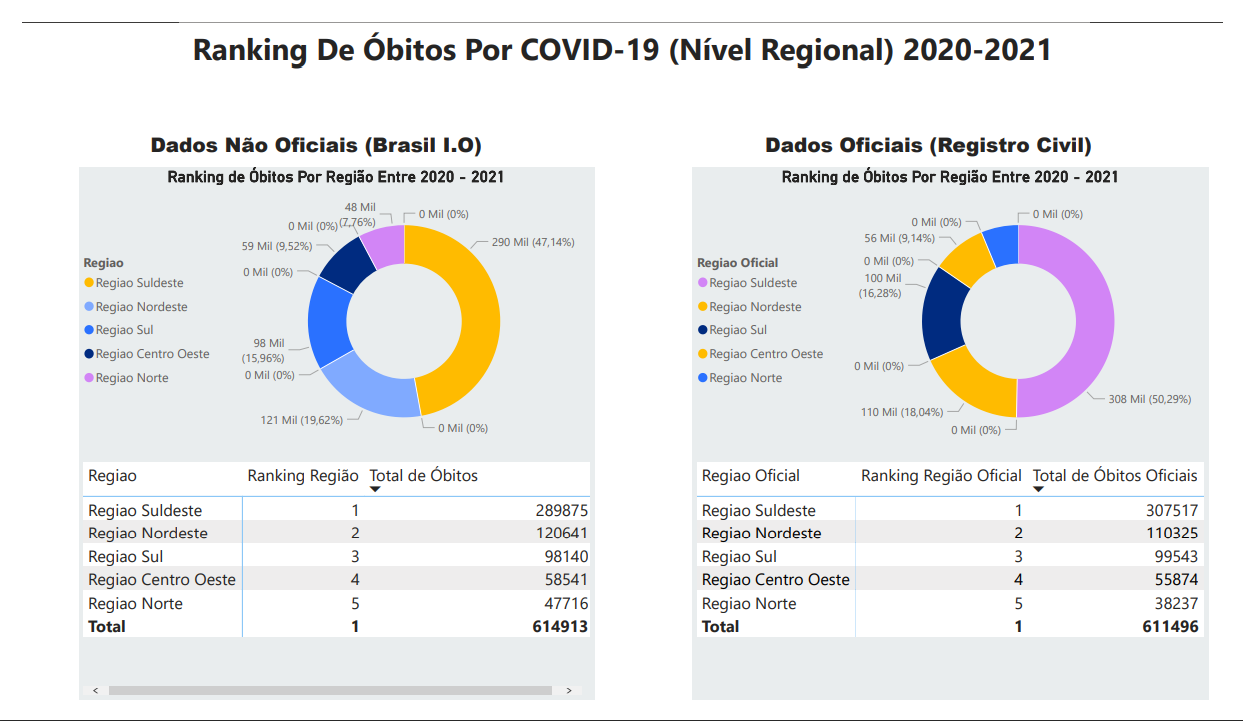 Ranking De Óbitos Por COVID-19 (Nível Regional) 2020-2021
Dados Não Oficiais (Brasil I.O)
Ranking de Óbitos Por Região Entre 2020 - 2021
48 Mil
(7,76%)
0 Mil (0%)
0 Mil (0%)
59 Mil (9,52%)
290 Mil (47,14%)
0 Mil (0%)
98 Mil
(15,96%)
0 Mil (0%)
121 Mil (19,62%)
0 Mil (0%)
Regiao
Regiao Suldeste
Regiao Nordeste
Regiao Sul
Regiao Centro Oeste
Regiao Norte
Regiao Ranking Região Total de Óbitos
Regiao Suldeste 1 289875
Regiao Nordeste 2 120641
Regiao Sul 3 98140
Regiao Centro Oeste 4 58541
Regiao Norte 5 47716
Total 1 614913
Dados Oficiais (Registro Civil)
Ranking de Óbitos Por Região Entre 2020 - 2021
0 Mil (0%)
0 Mil (0%)
56 Mil (9,14%)
0 Mil (0%)
100 Mil
(16,28%)
0 Mil (0%)
308 Mil (50,29%)
110 Mil (18,04%)
0 Mil (0%)
Regiao Oficial
Regiao Suldeste
Regiao Nordeste
Regiao Sul
Regiao Centro Oeste
Regiao Norte
Regiao Oficial Ranking Região Oficial Total de Óbitos Oficiais
Regiao Suldeste 1 307517
Regiao Nordeste 2 110325
Regiao Sul 3 99543
Regiao Centro Oeste 4 55874
Regiao Norte 5 38237
Total 1 611496